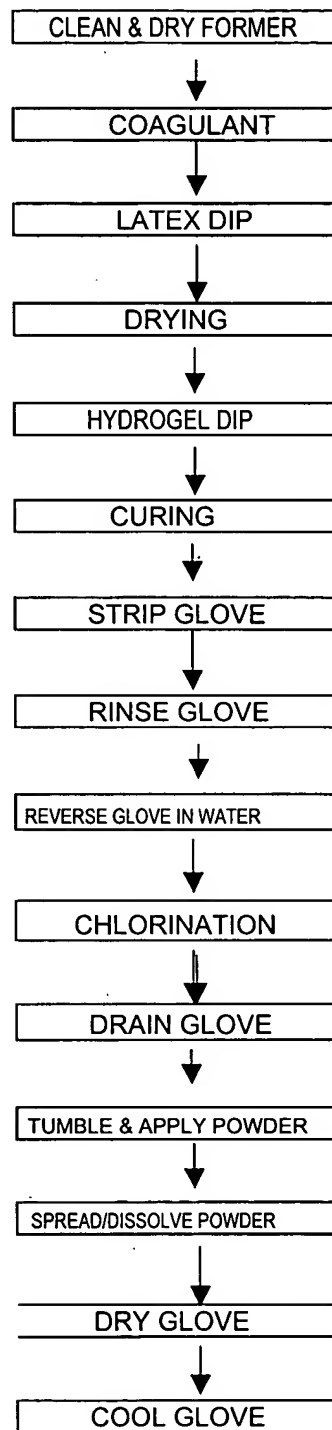 CLEAN & DRY FORMER
COAGULANT
LATEX DIP
DRYING
HYDROGEL DIP
CURING
STRIP GLOVE
RINSE GLOVE
REVERSE GLOVE IN WATER
CHLORINATION
DRAIN GLOVE
TUMBLE & APPLY POWDER
SPREAD/DISSOLVE POWDER
DRY GLOVE
COOL GLOVE